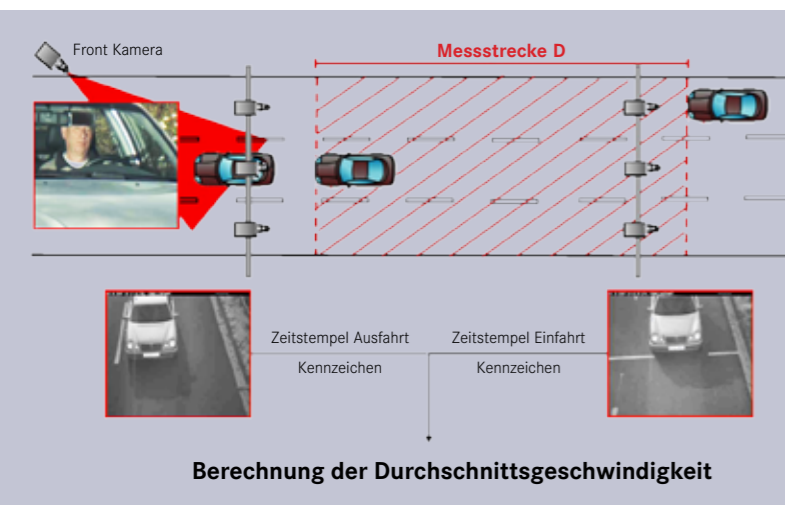 Front Kamera
Messstrecke D
Zeitstempel Ausfahrt
Kennzeichen
Zeitstempel Einfahrt
Kennzeichen
Berechnung der Durchschnittsgeschwindigkeit